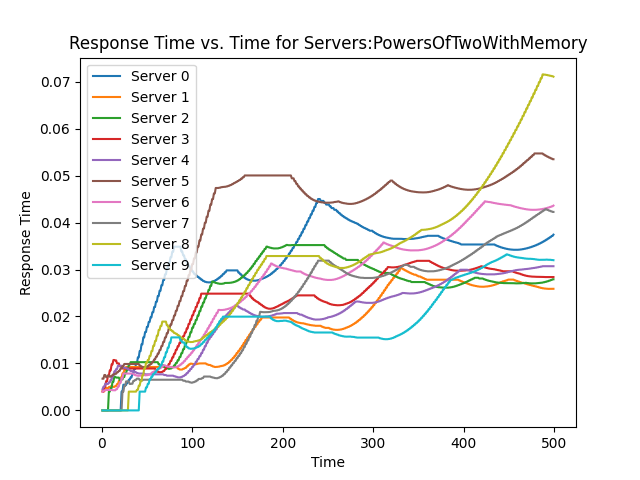 Response Time vs. Time for Servers:PowersOfTwoWithMemory
Server 0
Server 1
Server 2
Server 3
Server 4
Server 5
Server 6
Server 7
Server 8
Server 9
Response Time
0.07
0.06
0.05
0.04
0.03
0.02
0.01
0.00
0 100 200 300 400 500
Time